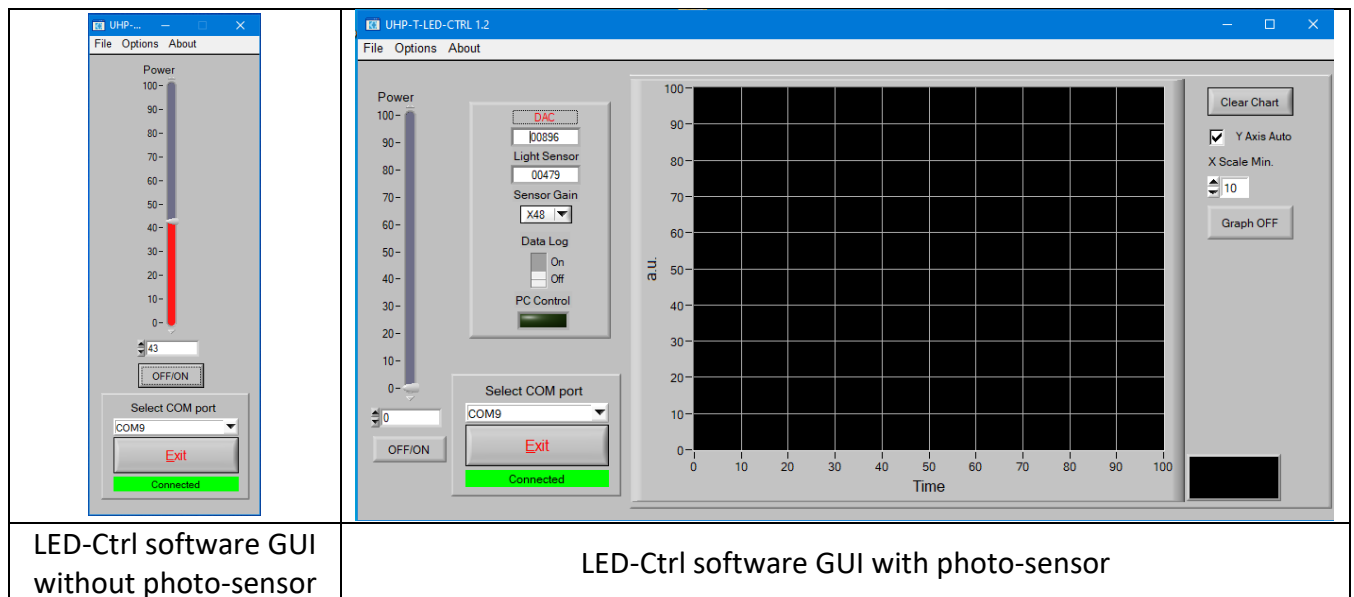 UHP-...
File Options About
Power
100
90
80
70
60
50
40
30
20
10
0
43
OFF/ON
Select COM port
COM9
Exit
Connected
UHP-T-LED-CTRL 1.2
File Options About
Power
100
90
80
70
60
50
40
30
20
10
0
0
OFF/ON
DAC
00896
Light Sensor
00479
Sensor Gain
X48
Data Log
On
Off
PC Control
Select COM port
COM9
Exit
Connected
100
90
80
70
60
50
40
30
20
10
0
a.u.
0 10 20 30 40 50 60 70 80 90 100
Time
Clear Chart
Y Axis Auto
X Scale Min.
10
Graph OFF
LED-Ctrl software GUI
without photo-sensor
LED-Ctrl software GUI with photo-sensor